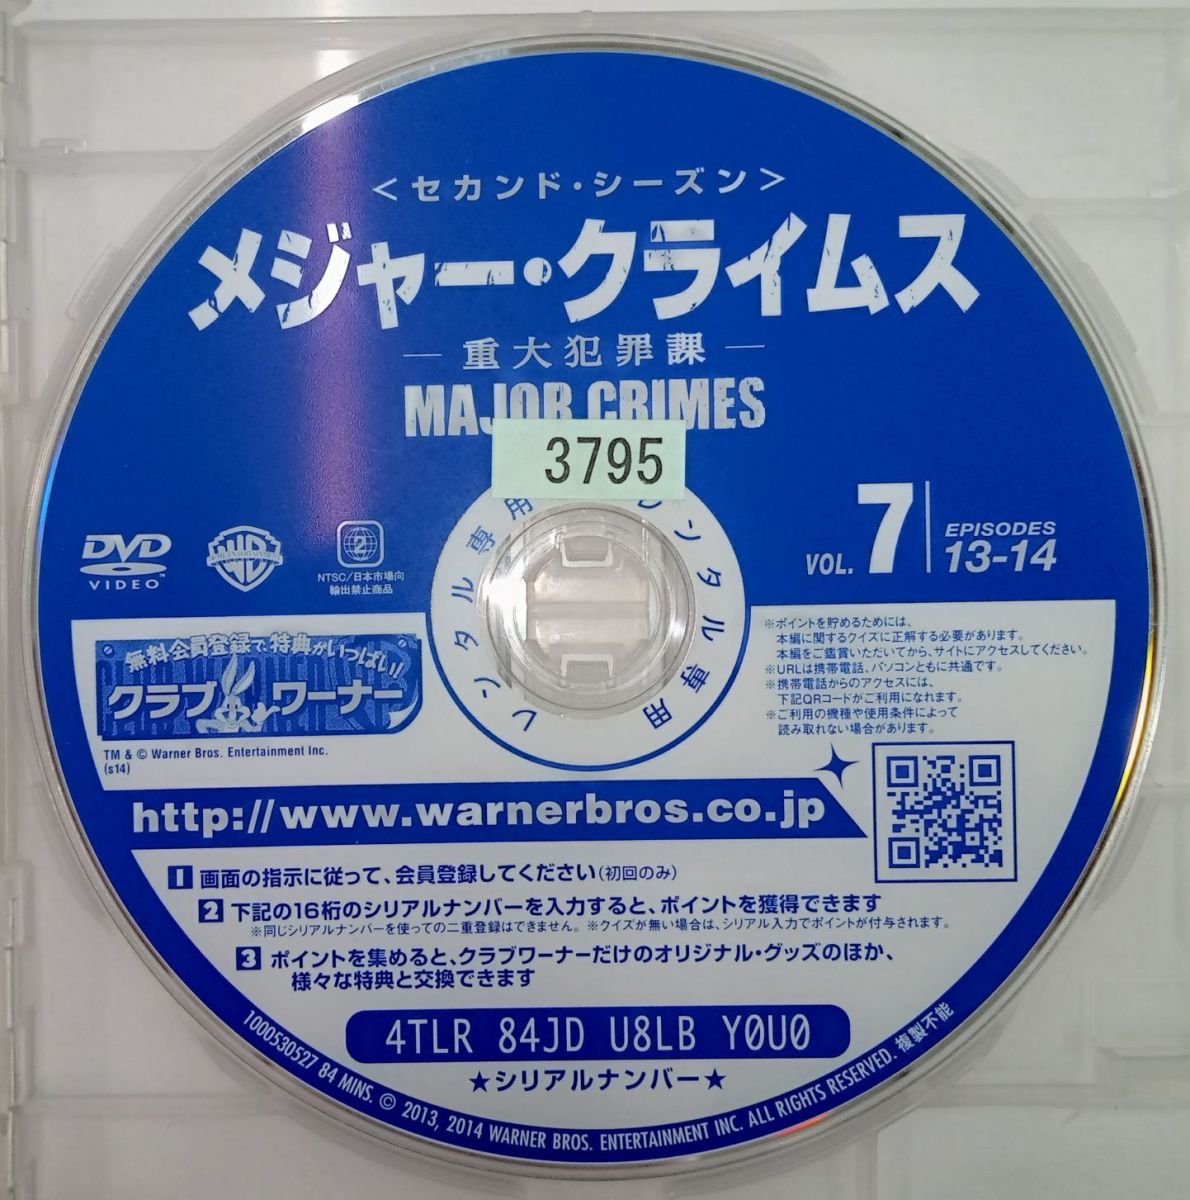 <セカンド・シーズン>
メジャー・クライムス
重大犯罪課
MAJOR CRIMES
3795
レンタル専用
レンタル専用
DVD
VIDEO
WB
2
NTSC/日本市場向
輸出禁止商品
VOL. 7
EPISODES
13-14
無料会員登録で、特典がいっぱい!
クラブワーナー
TM & © Warner Bros. Entertainment Inc.
(s14)
※ポイントを貯めるためには、
本編に関するクイズに正解する必要があります。
本編をご鑑賞いただいてから、サイトにアクセスしてください。
※URLは携帯電話、パソコンともに共通です。
※携帯電話からのアクセスには、
下記QRコードがご利用になれます。
※ご利用の機種や使用条件によって
読み取れない場合があります。
http://www.warnerbros.co.jp
1 画面の指示に従って、会員登録してください(初回のみ)
2 下記の16桁のシリアルナンバーを入力すると、ポイントを獲得できます
※同じシリアルナンバーを使っての二重登録はできません。※クイズが無い場合は、シリアル入力でポイントが付与されます。
3 ポイントを集めると、クラブワーナーだけのオリジナル・グッズのほか、
様々な特典と交換できます
4TLR 84JD U8LB Y0U0
★シリアルナンバー★
1000530527 84 MINS. © 2013, 2014 WARNER BROS. ENTERTAINMENT INC. ALL RIGHTS RESERVED. 複製不能